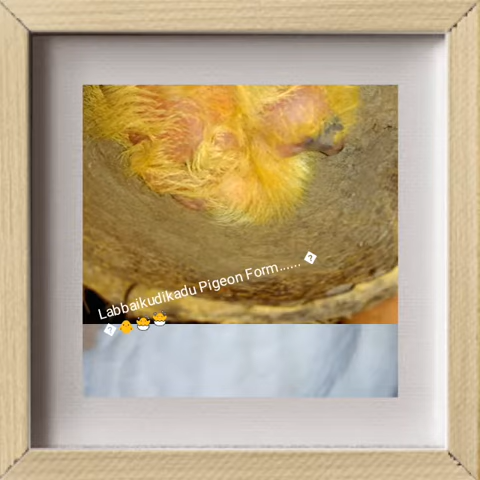 Labbaikudikadu Pigeon Form...... �
� 🐥🐣🐣